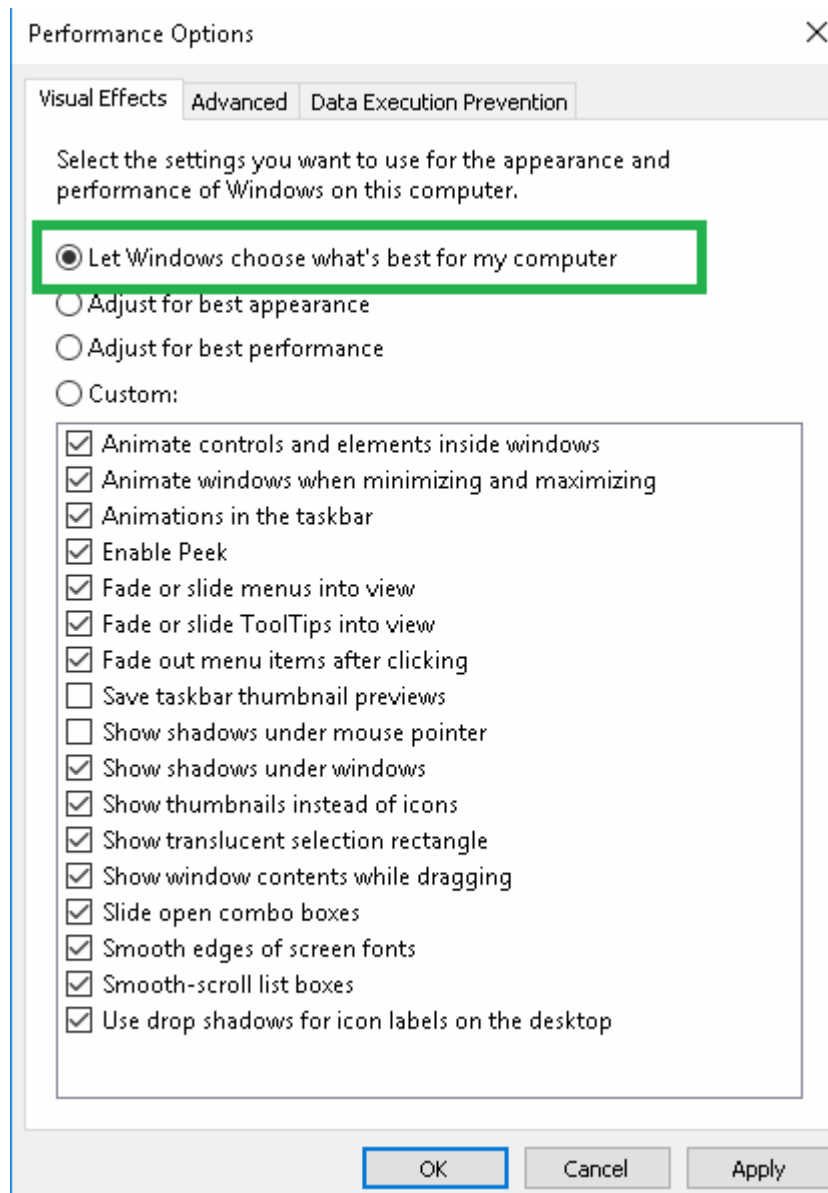 Performance Options
Visual Effects Advanced Data Execution Prevention
Select the settings you want to use for the appearance and
performance of Windows on this computer.
Let Windows choose what's best for my computer
Adjust for best appearance
Adjust for best performance
Custom:
Animate controls and elements inside windows
Animate windows when minimizing and maximizing
Animations in the taskbar
Enable Peek
Fade or slide menus into view
Fade or slide ToolTips into view
Fade out menu items after clicking
Save taskbar thumbnail previews
Show shadows under mouse pointer
Show shadows under windows
Show thumbnails instead of icons
Show translucent selection rectangle
Show window contents while dragging
Slide open combo boxes
Smooth edges of screen fonts
Smooth-scroll list boxes
Use drop shadows for icon labels on the desktop
OK Cancel Apply